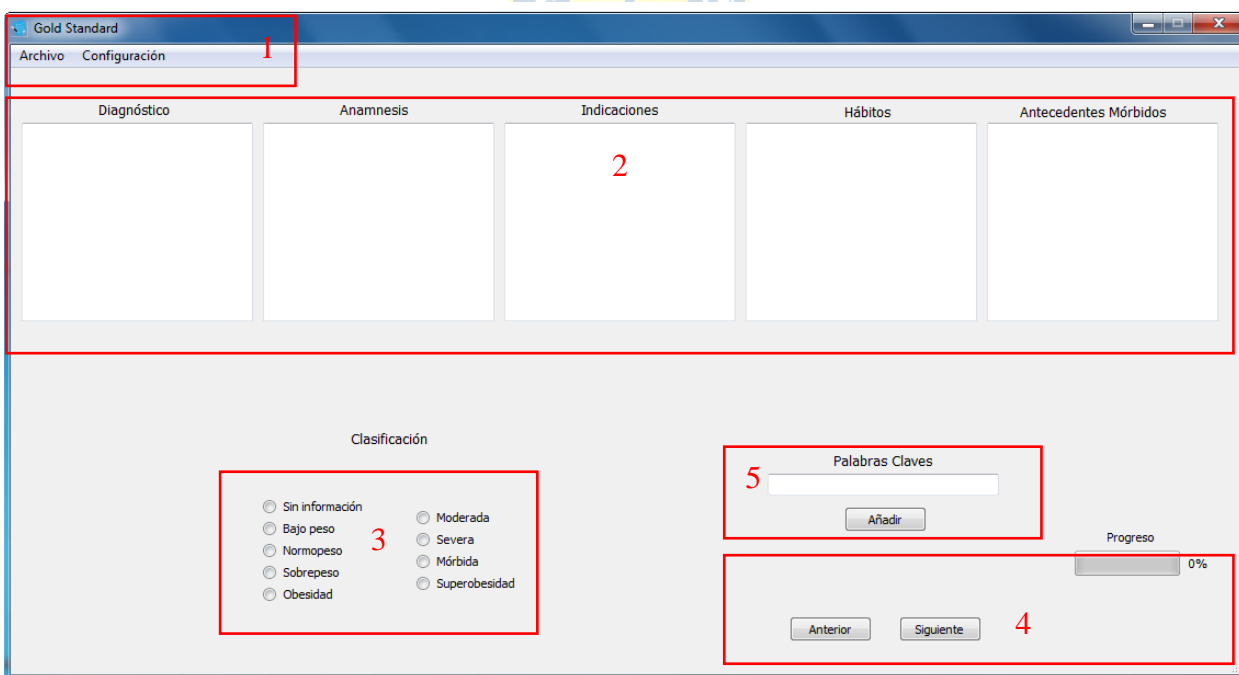 Gold Standard
Archivo Configuración
1
Diagnóstico Anamnesis Indicaciones Hábitos Antecedentes Mórbidos
2
Clasificación
3
Sin información
Bajo peso
Normopeso
Sobrepeso
Obesidad
Moderada
Severa
Mórbida
Superobesidad
5
Palabras Claves
Añadir
Progreso
0%
Anterior Siguiente 4